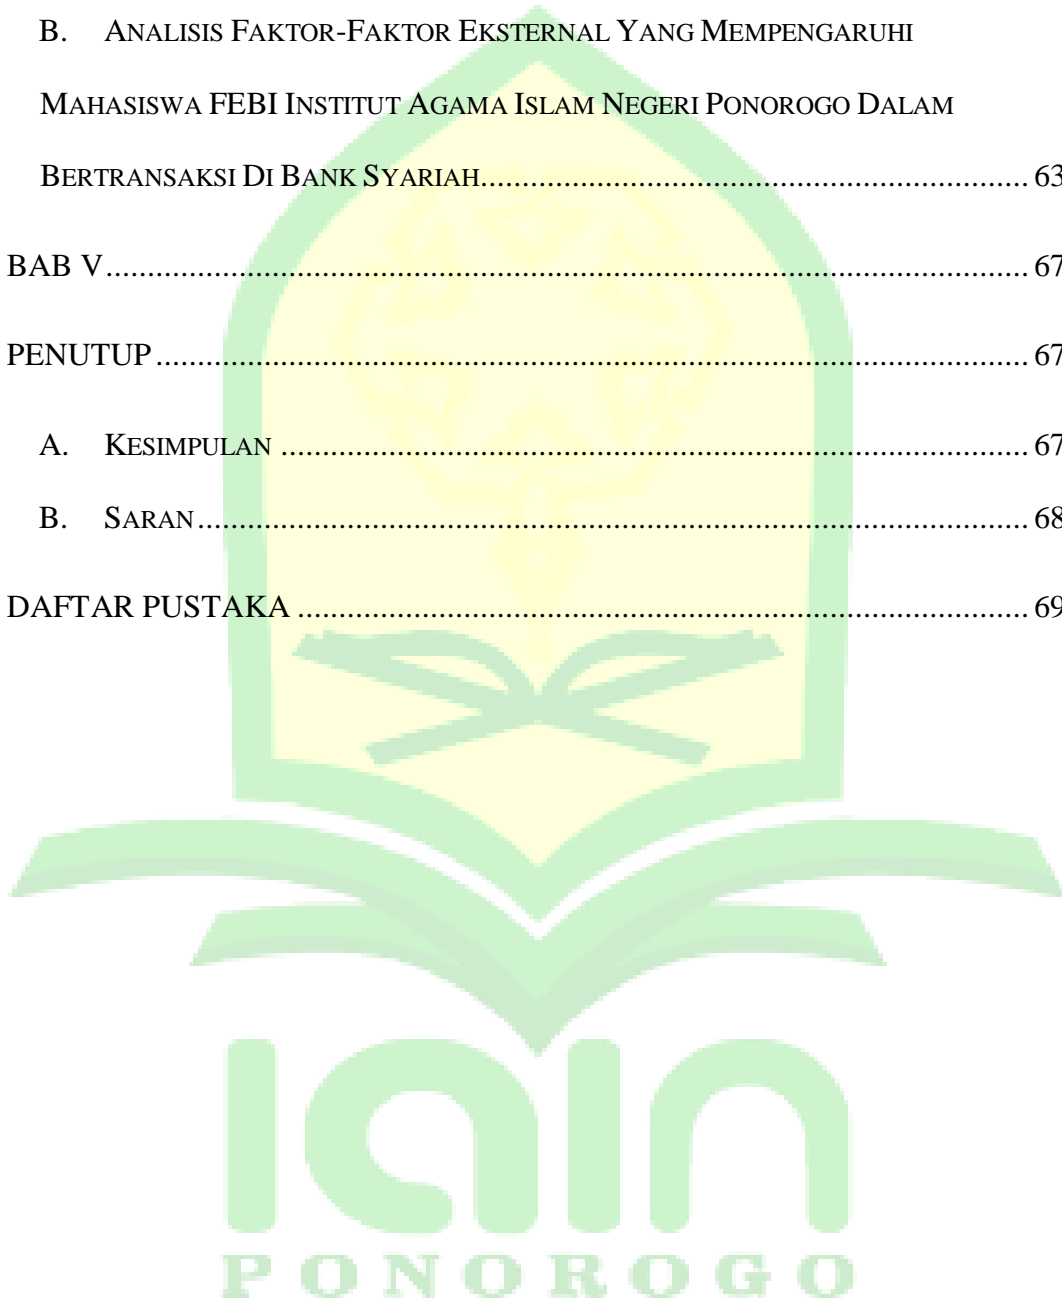 B. Analisis Faktor-Faktor Eksternal Yang Mempengaruhi
Mahasiswa FEBI Institut Agama Islam Negeri Ponorogo Dalam
Bertransaksi Di Bank Syariah.................................................................. 63
BAB V................................................................................................................ 67
PENUTUP.......................................................................................................... 67
A. Kesimpulan........................................................................................... 67
B. Saran..................................................................................................... 68
DAFTAR PUSTAKA........................................................................................ 69
iain
PONOROGO